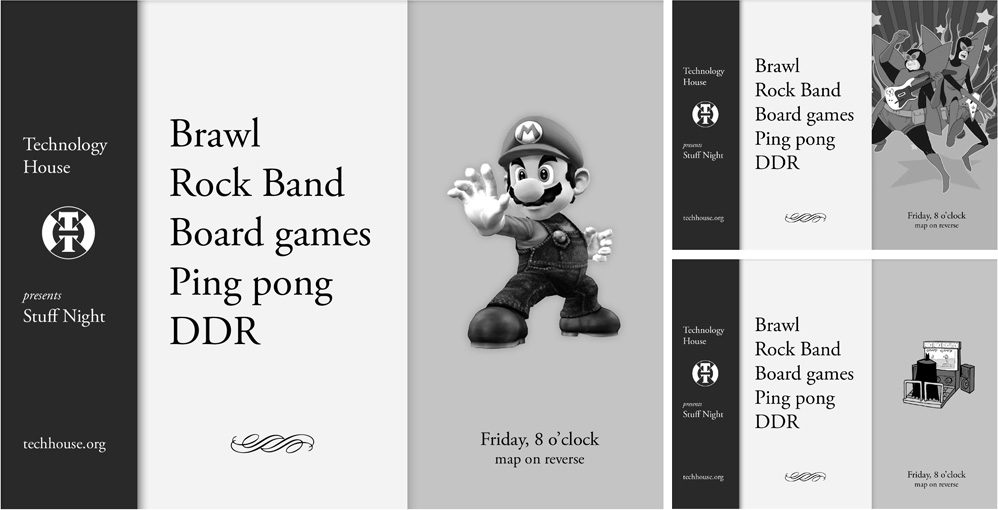 Technology
House
presents
Stuff Night
techhouse.org
Brawl
Rock Band
Board games
Ping pong
DDR
M
Friday, 8 o'clock
map on reverse
Technology
House
presents
Stuff Night
techhouse.org
Brawl
Rock Band
Board games
Ping pong
DDR
Friday, 8 o'clock
map on reverse
Technology
House
presents
Stuff Night
techhouse.org
Brawl
Rock Band
Board games
Ping pong
DDR
Friday, 8 o'clock
map on reverse